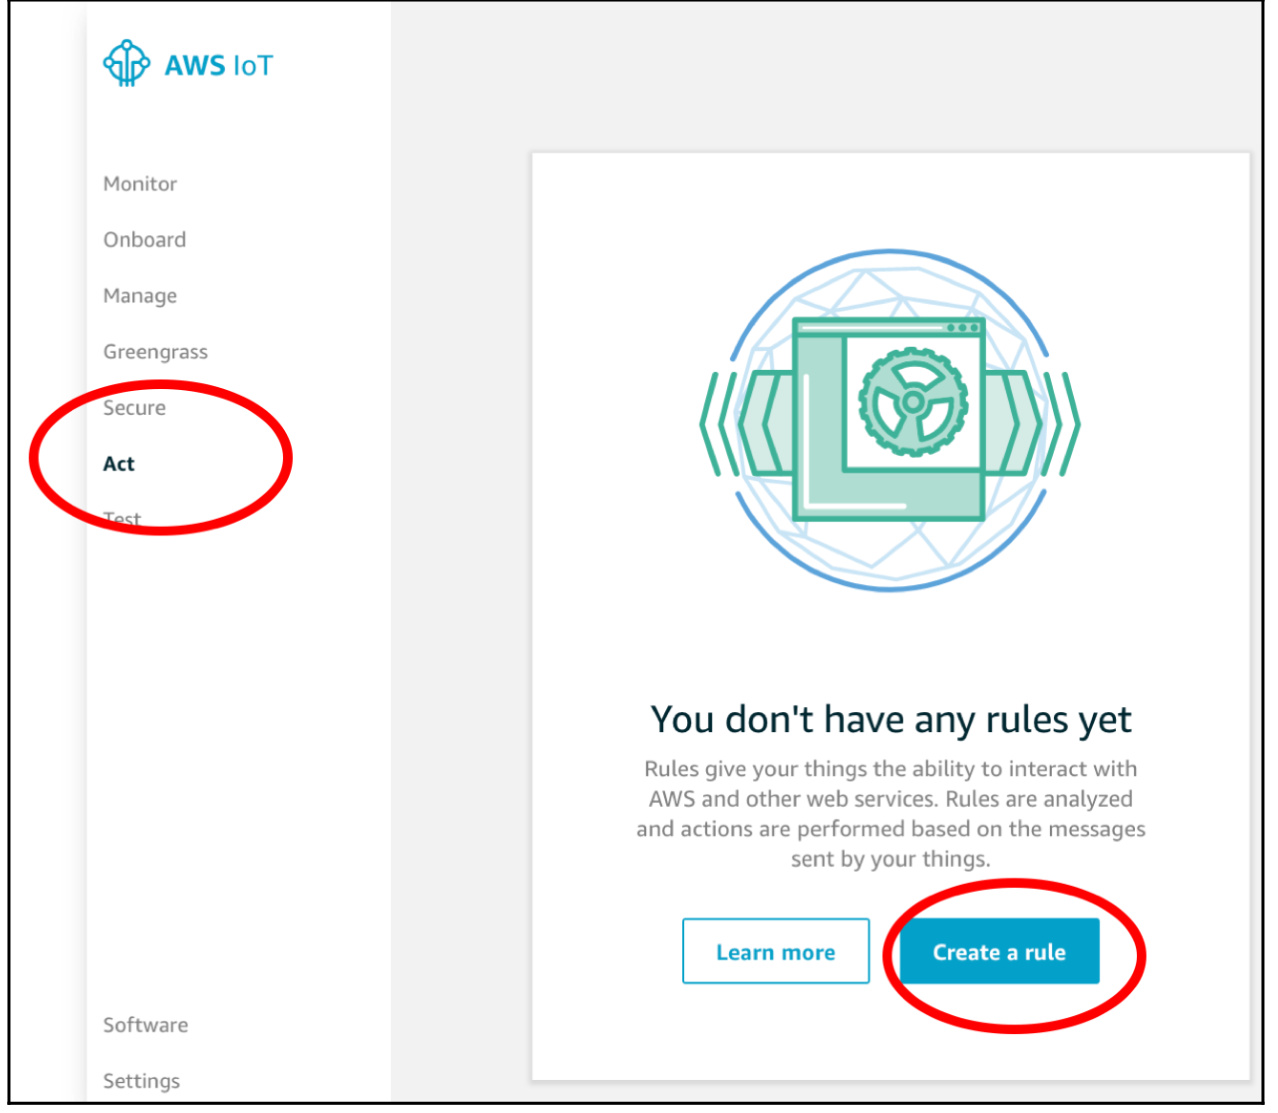 AWS IoT
Monitor
Onboard
Manage
Greengrass
Secure
Act
Test
Software
Settings
You don't have any rules yet
Rules give your things the ability to interact with
AWS and other web services. Rules are analyzed
and actions are performed based on the messages
sent by your things.
Learn more
Create a rule